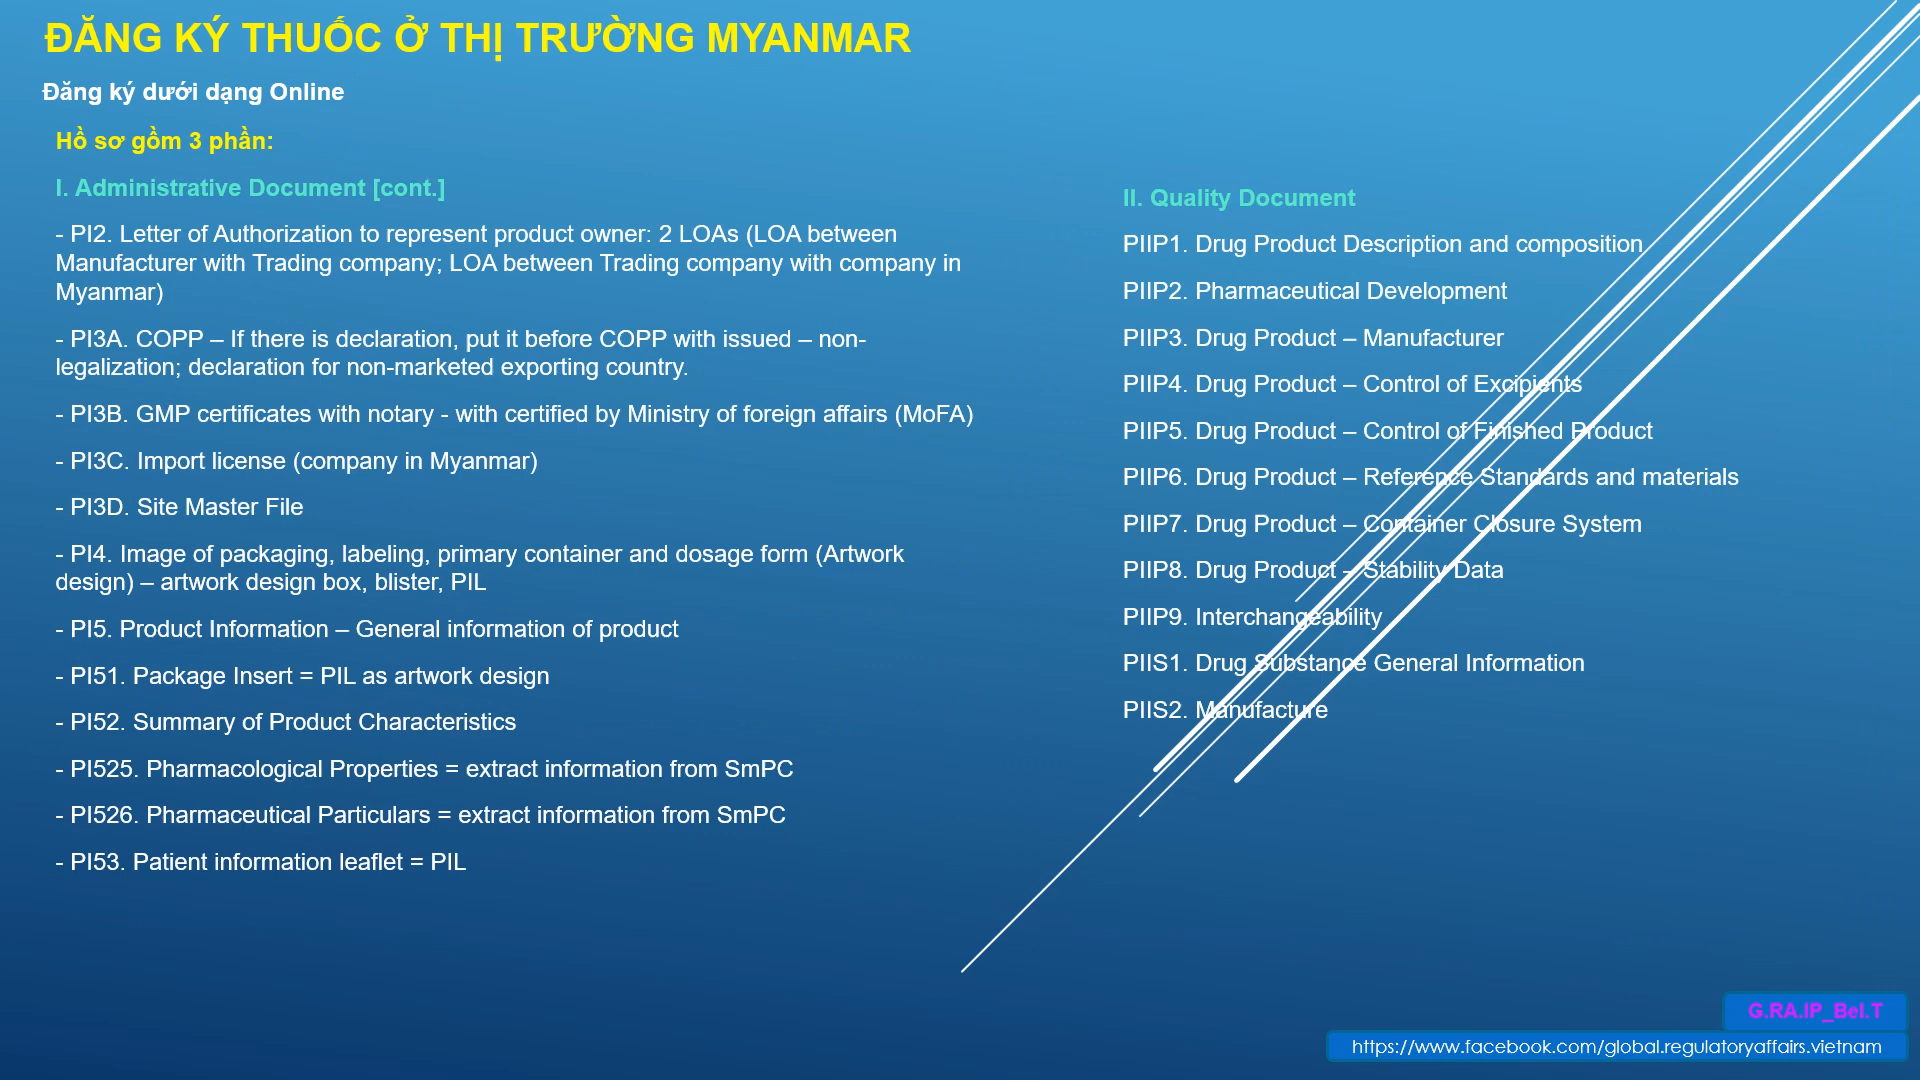 ĐĂNG KÝ THUỐC Ở THỊ TRƯỜNG MYANMAR
Đăng ký dưới dạng Online
Hồ sơ gồm 3 phần:
I. Administrative Document [cont.]
- PI2. Letter of Authorization to represent product owner: 2 LOAs (LOA between
Manufacturer with Trading company; LOA between Trading company with company in
Myanmar)
- PI3A. COPP – If there is declaration, put it before COPP with issued – non-
legalization; declaration for non-marketed exporting country.
- PI3B. GMP certificates with notary - with certified by Ministry of foreign affairs (MoFA)
- PI3C. Import license (company in Myanmar)
- PI3D. Site Master File
- PI4. Image of packaging, labeling, primary container and dosage form (Artwork
design) – artwork design box, blister, PIL
- PI5. Product Information – General information of product
- PI51. Package Insert = PIL as artwork design
- PI52. Summary of Product Characteristics
- PI525. Pharmacological Properties = extract information from SmPC
- PI526. Pharmaceutical Particulars = extract information from SmPC
- PI53. Patient information leaflet = PIL
II. Quality Document
PIIP1. Drug Product Description and composition
PIIP2. Pharmaceutical Development
PIIP3. Drug Product – Manufacturer
PIIP4. Drug Product – Control of Excipients
PIIP5. Drug Product – Control of Finished Product
PIIP6. Drug Product – Reference Standards and materials
PIIP7. Drug Product – Container Closure System
PIIP8. Drug Product – Stability Data
PIIP9. Interchangeability
PIIS1. Drug Substance General Information
PIIS2. Manufacture
G.RA.IP_Bel.T
https://www.facebook.com/global.regulatoryaffairs.vietnam